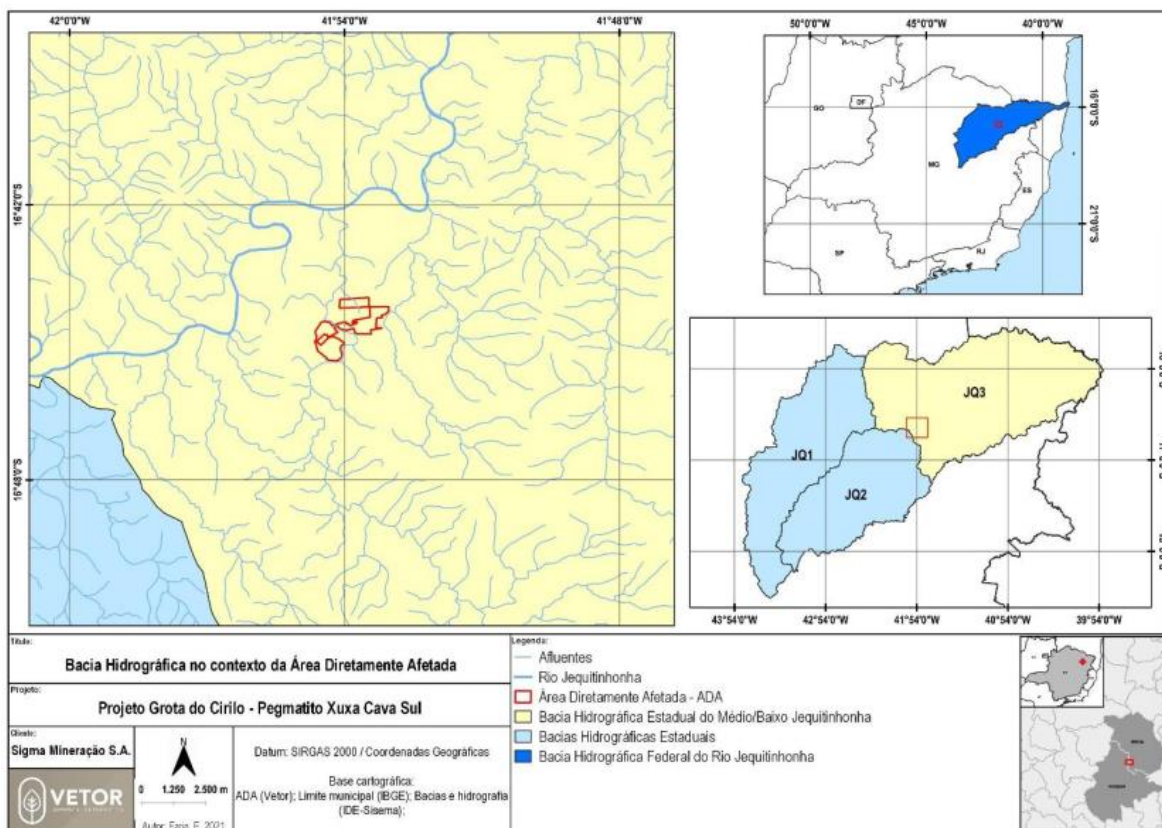 42°0'0"W
41°54'0"W
41°48'0"W
16°42'0"S
16°48'0"S
50°0'0"W
45°0'0"W
40°0'0"W
16°0'0"S
21°0'0"S
GO
DF
MG
ES
SP
RJ
JQ3
JQ1
JQ2
43°54'0"W
42°54'0"W
41°54'0"W
40°54'0"W
39°54'0"W
Título:
Bacia Hidrográfica no contexto da Área Diretamente Afetada
Projeto:
Projeto Grota do Cirilo - Pegmatito Xuxa Cava Sul
Cliente:
Sigma Mineração S.A.
VETOR
N
0 1.250 2.500 m
Autor: Faria, F. 2021
Datum: SIRGAS 2000 / Coordenadas Geográficas
Base cartográfica:
ADA (Vetor); Limite municipal (IBGE); Bacias e hidrografia
(IDE-Sisema);
Legenda:
Afluentes
Rio Jequitinhonha
Área Diretamente Afetada - ADA
Bacia Hidrográfica Estadual do Médio/Baixo Jequitinhonha
Bacias Hidrográficas Estaduais
Bacia Hidrográfica Federal do Rio Jequitinhonha